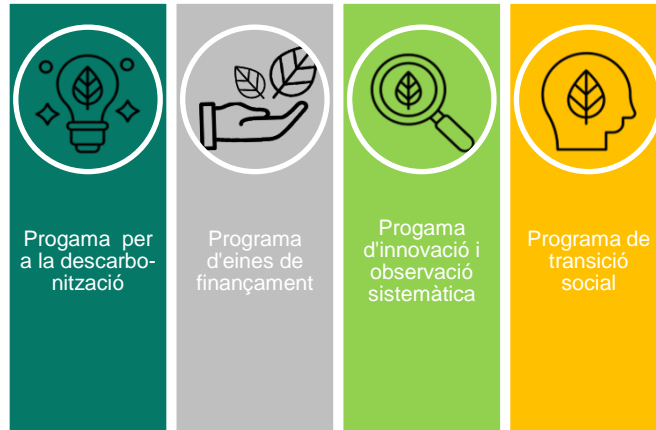 Progama per
a la descarbo-
nització
Programa
d'eines de
finançament
Progama
d'innovació i
observació
sistemàtica
Programa de
transició
social